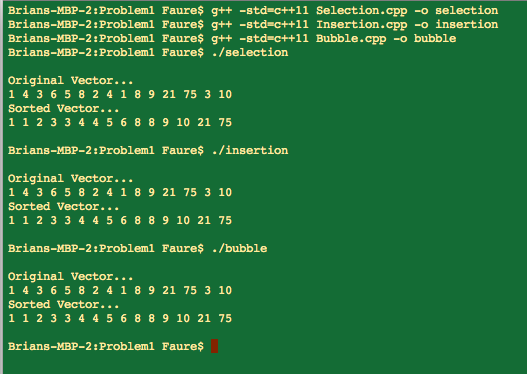 Brians-MBP-2:Problem1 Faure$ g++ -std=c++11 Selection.cpp -o selection
Brians-MBP-2:Problem1 Faure$ g++ -std=c++11 Insertion.cpp -o insertion
Brians-MBP-2:Problem1 Faure$ g++ -std=c++11 Bubble.cpp -o bubble
Brians-MBP-2:Problem1 Faure$ ./selection
Original Vector...
1 4 3 6 5 8 2 4 1 8 9 21 75 3 10
Sorted Vector...
1 1 2 3 3 4 4 5 6 8 8 9 10 21 75
Brians-MBP-2:Problem1 Faure$ ./insertion
Original Vector...
1 4 3 6 5 8 2 4 1 8 9 21 75 3 10
Sorted Vector...
1 1 2 3 3 4 4 5 6 8 8 9 10 21 75
Brians-MBP-2:Problem1 Faure$ ./bubble
Original Vector...
1 4 3 6 5 8 2 4 1 8 9 21 75 3 10
Sorted Vector...
1 1 2 3 3 4 4 5 6 8 8 9 10 21 75
Brians-MBP-2:Problem1 Faure$